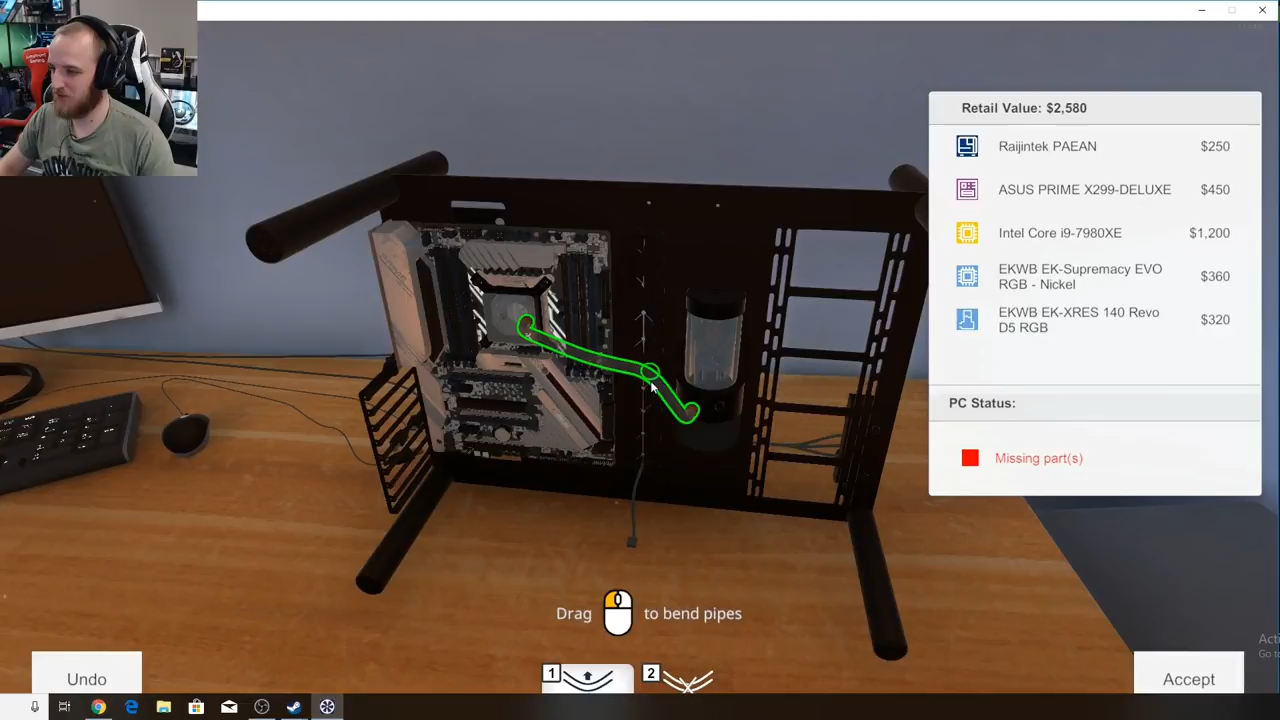 Retail Value: $2,580
Raijintek PAEAN $250
ASUS PRIME X299-DELUXE $450
Intel Core i9-7980XE $1,200
EKWB EK-Supremacy EVO
RGB - Nickel $360
EKWB EK-XRES 140 Revo
D5 RGB $320
PC Status:
Missing part(s)
Drag to bend pipes
1 2
Undo
Accept